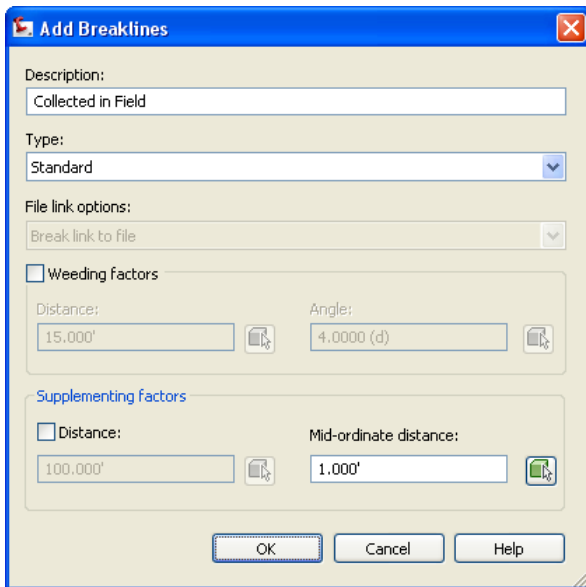 Add Breaklines
Description:
Collected in Field
Type:
Standard
File link options:
Break link to file
Weeding factors
Distance: Angle:
15.000' 4.0000 (d)
Supplementing factors
Distance: Mid-ordinate distance:
100.000' 1.000'
OK Cancel Help